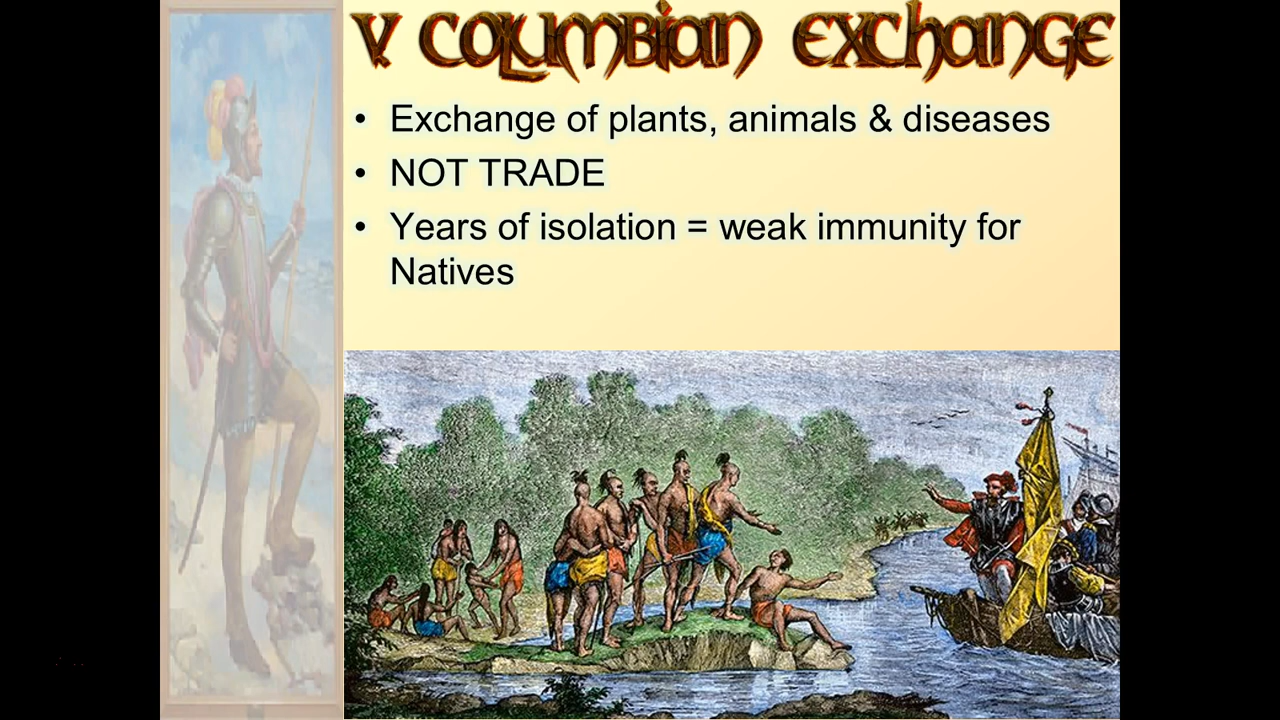 V. Columbian Exchange
• Exchange of plants, animals & diseases
• NOT TRADE
• Years of isolation = weak immunity for
Natives